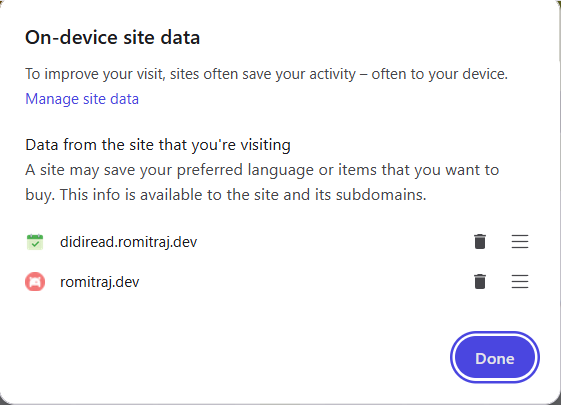 On-device site data
To improve your visit, sites often save your activity – often to your device.
Manage site data
Data from the site that you're visiting
A site may save your preferred language or items that you want to
buy. This info is available to the site and its subdomains.
didiread.romitraj.dev
romitraj.dev
Done